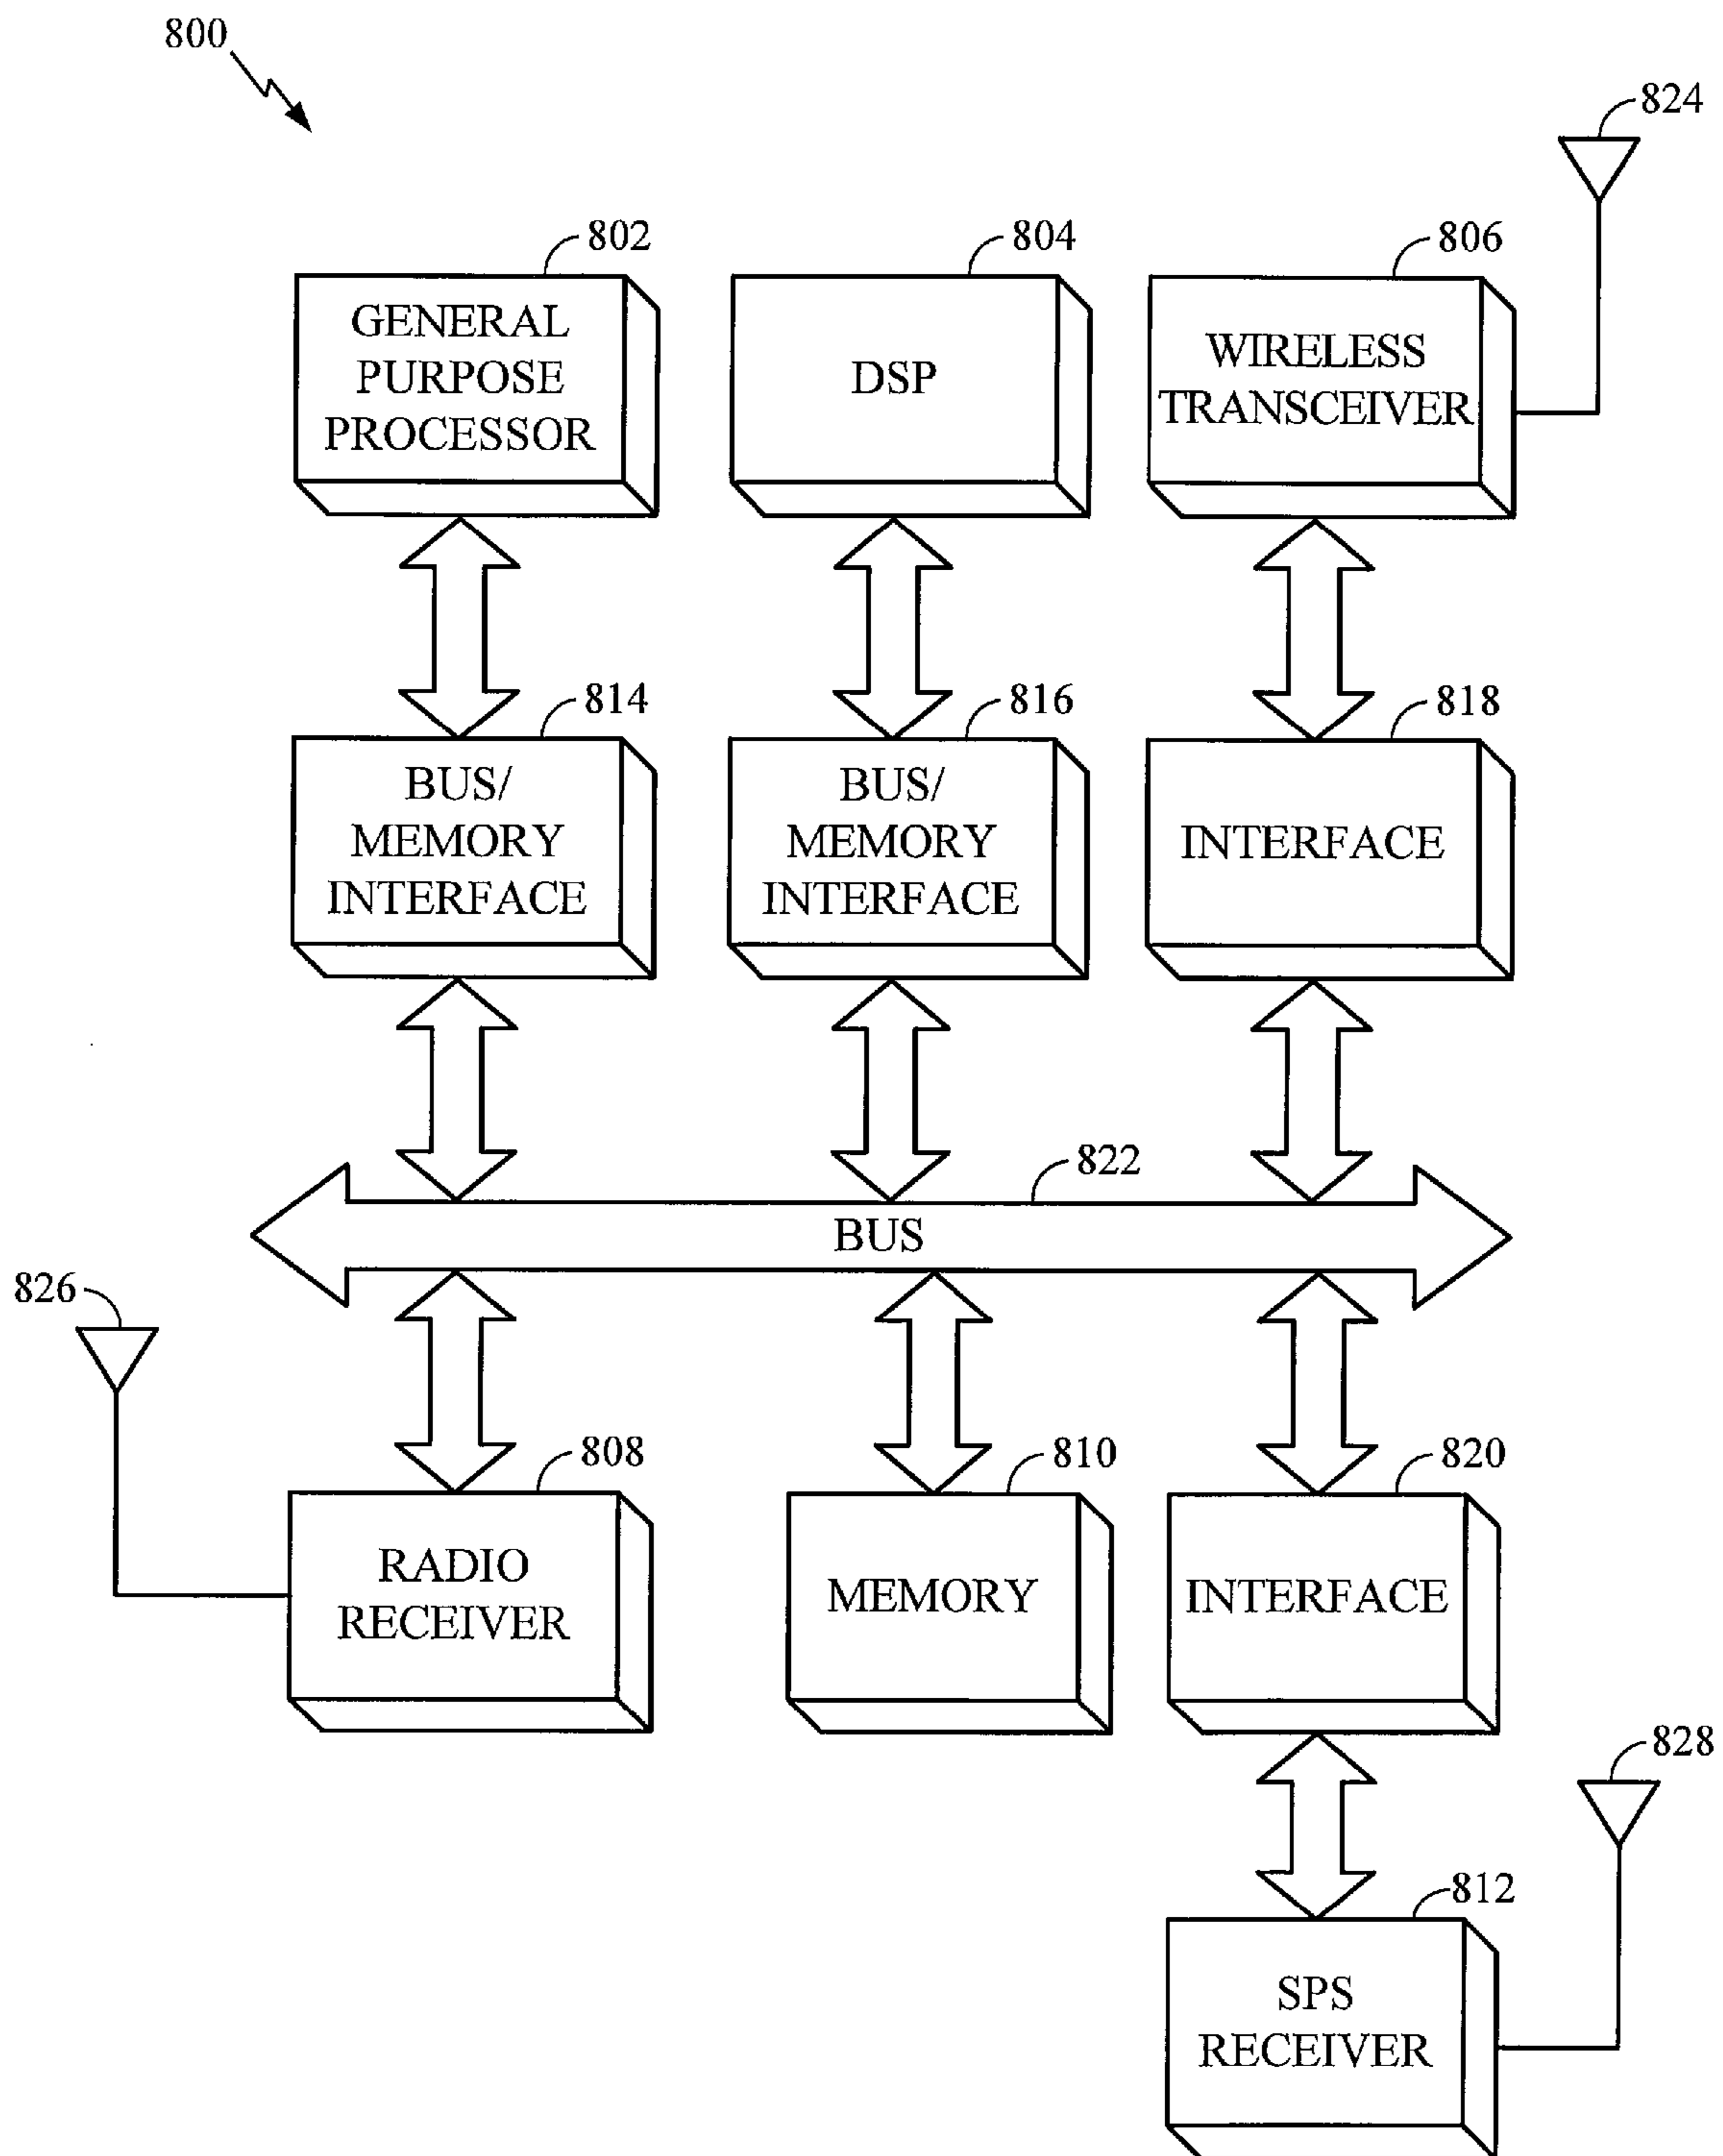 800
824
802
804
806
GENERAL
PURPOSE
PROCESSOR
DSP
WIRELESS
TRANSCEIVER
814
816
818
BUS/
MEMORY
INTERFACE
BUS/
MEMORY
INTERFACE
INTERFACE
822
BUS
826
808
810
820
RADIO
RECEIVER
MEMORY
INTERFACE
828
812
SPS
RECEIVER